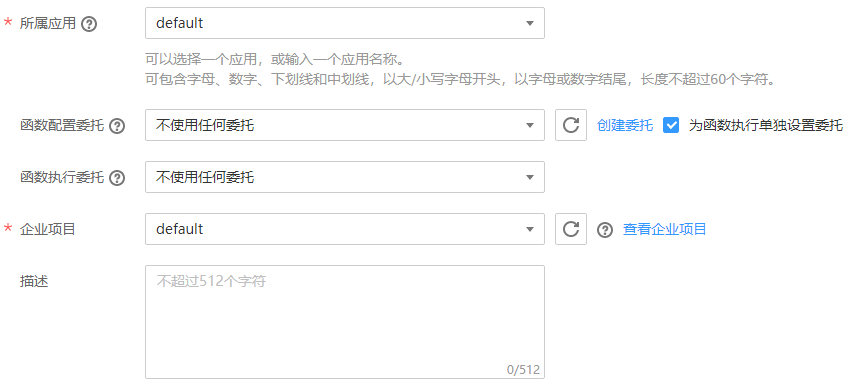 * 所属应用 ? default
可以选择一个应用，或输入一个应用名称。
可包含字母、数字、下划线和中划线，以大/小写字母开头，以字母或数字结尾，长度不超过60个字符。
函数配置委托 ? 不使用任何委托 创建委托 为函数执行单独设置委托
函数执行委托 ? 不使用任何委托
* 企业项目 default ? 查看企业项目
描述 不超过512个字符
0/512